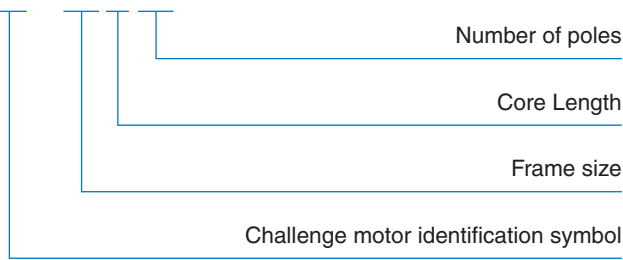 Number of poles
Core Length
Frame size
Challenge motor identification symbol